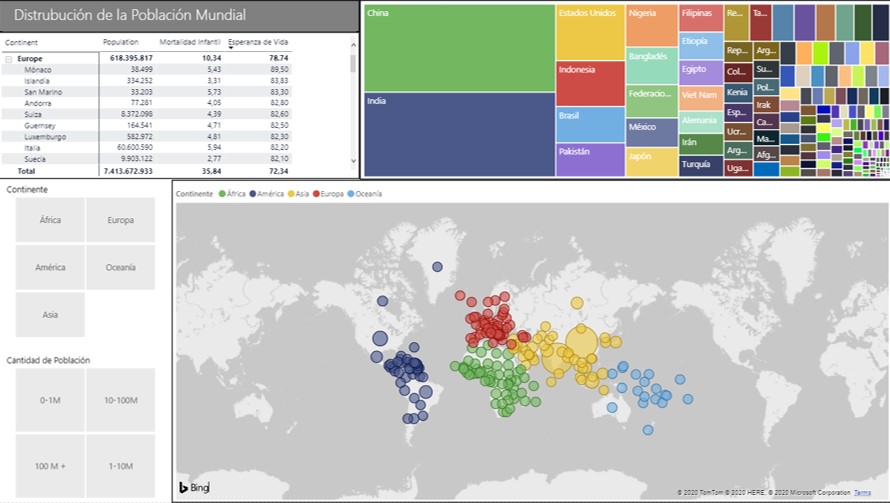 Distrubución de la Población Mundial
Continent Population Mortalidad Infantil Esperanza de Vida
Europe 618.395.817 10,34 78,74
Mónaco 38.499 5,43 89,50
Islandia 334.252 3,31 83,83
San Marino 33.203 5,73 83,30
Andorra 77.281 4,05 82,80
Suiza 8.372.098 4,39 82,60
Guernsey 164.541 4,71 82,50
Luxemburgo 582.972 4,81 82,30
Italia 60.600.590 5,94 82,20
Suecia 9.903.122 2,77 82,10
Total 7.413.672.933 35,84 72,34
China
India
Estados Unidos
Indonesia
Brasil
Pakistán
Nigeria
Bangladés
Federacio...
México
Japón
Filipinas
Etiopía
Egipto
Viet Nam
Alemania
Irán
Turquía
Re...
Rep...
Col...
Kenia
Esp...
Ucr...
Arg...
Uga...
Ta...
Arg...
Su...
Pol...
Irak
Ca...
Ma...
Afg...
Continente
África Europa
América Oceanía
Asia
Cantidad de Población
0-1M 10-100M
100 M + 1-10M
Continente África América Asia Europa Oceanía
Bing
© 2020 TomTom © 2020 HERE, © 2020 Microsoft Corporation Terms